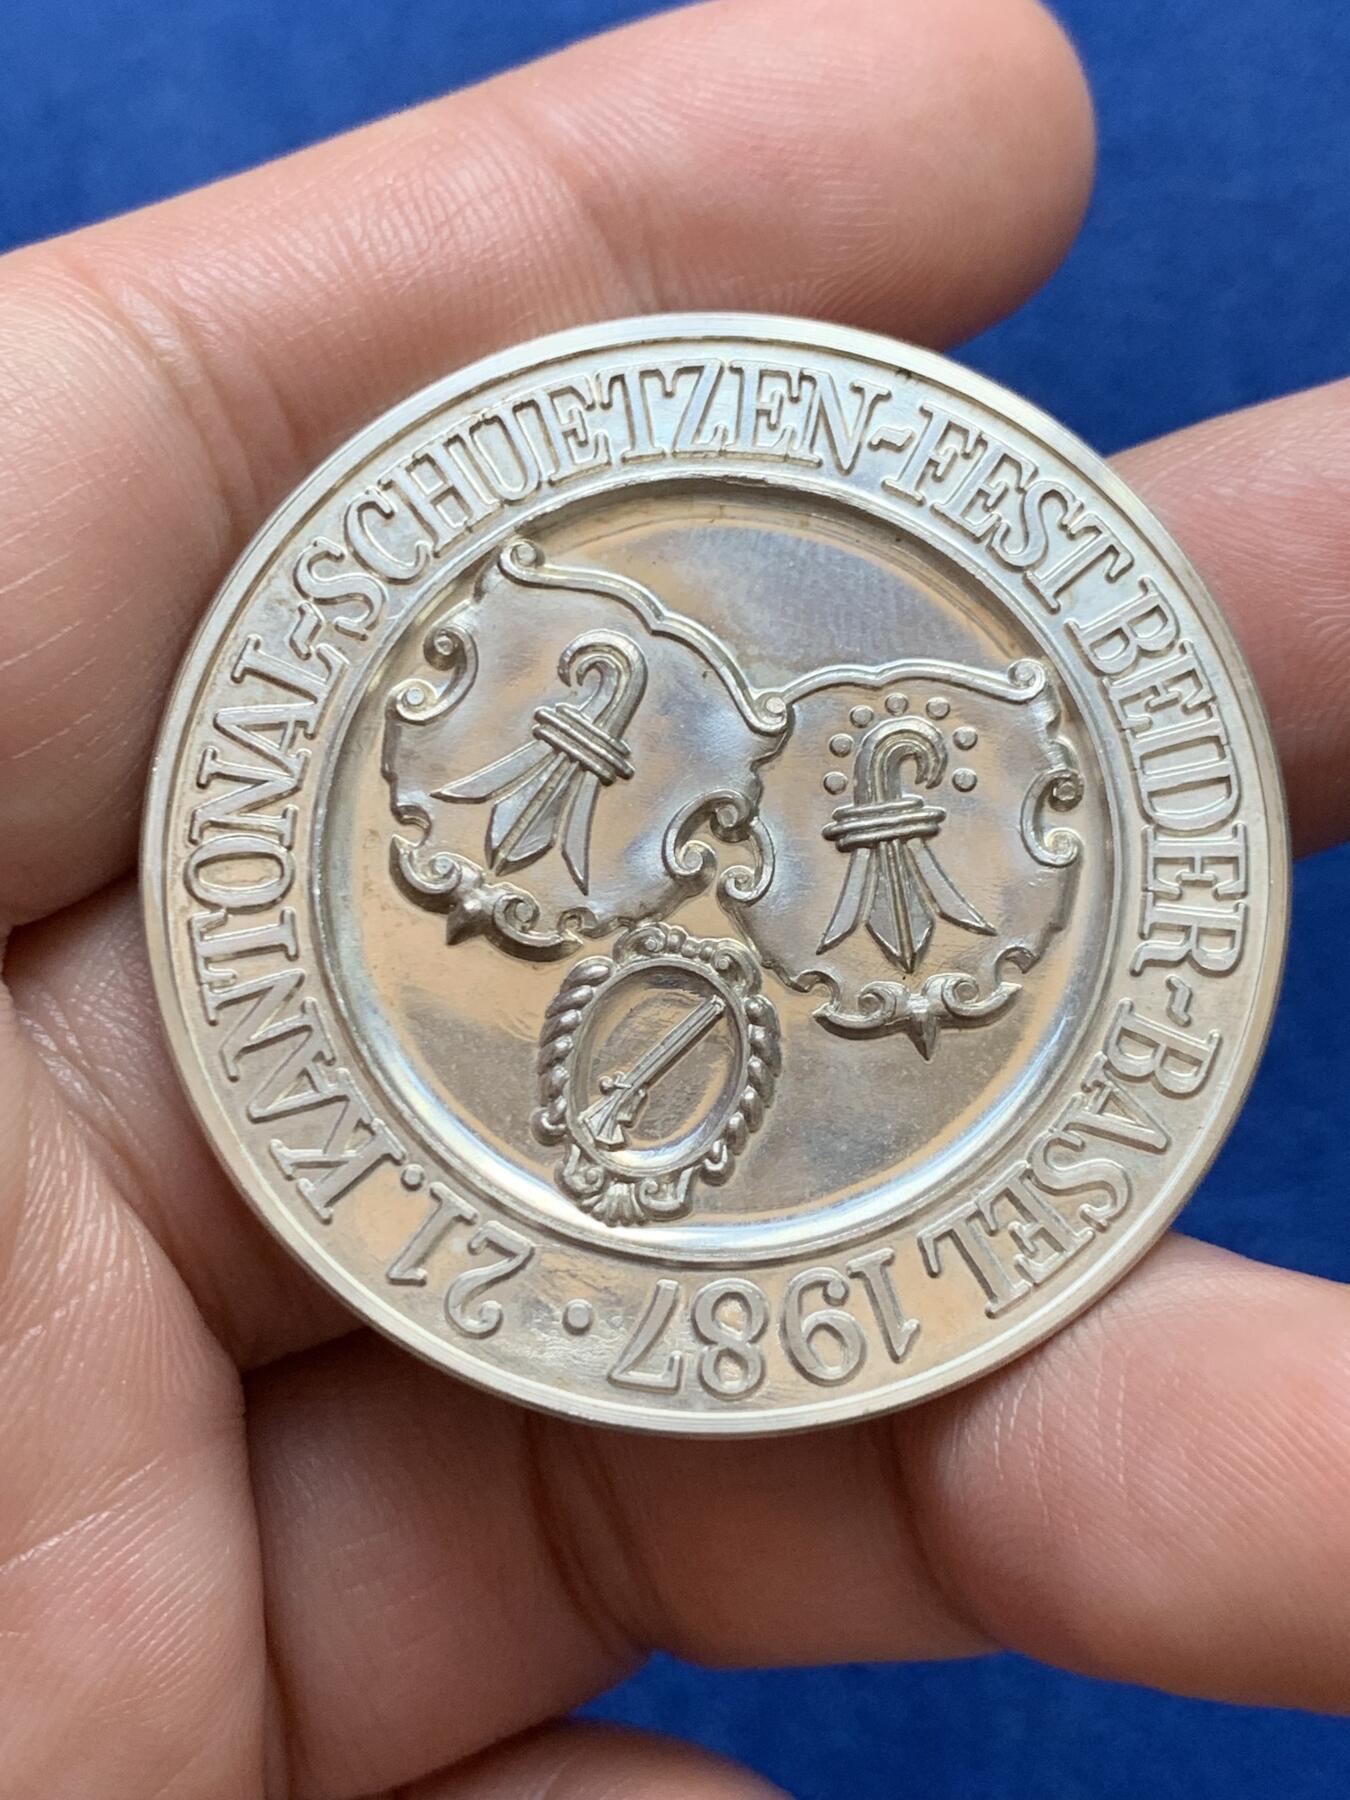 21. KANTONAL-SCHUETZEN-FEST BEIDER-BASEL 1987 ·